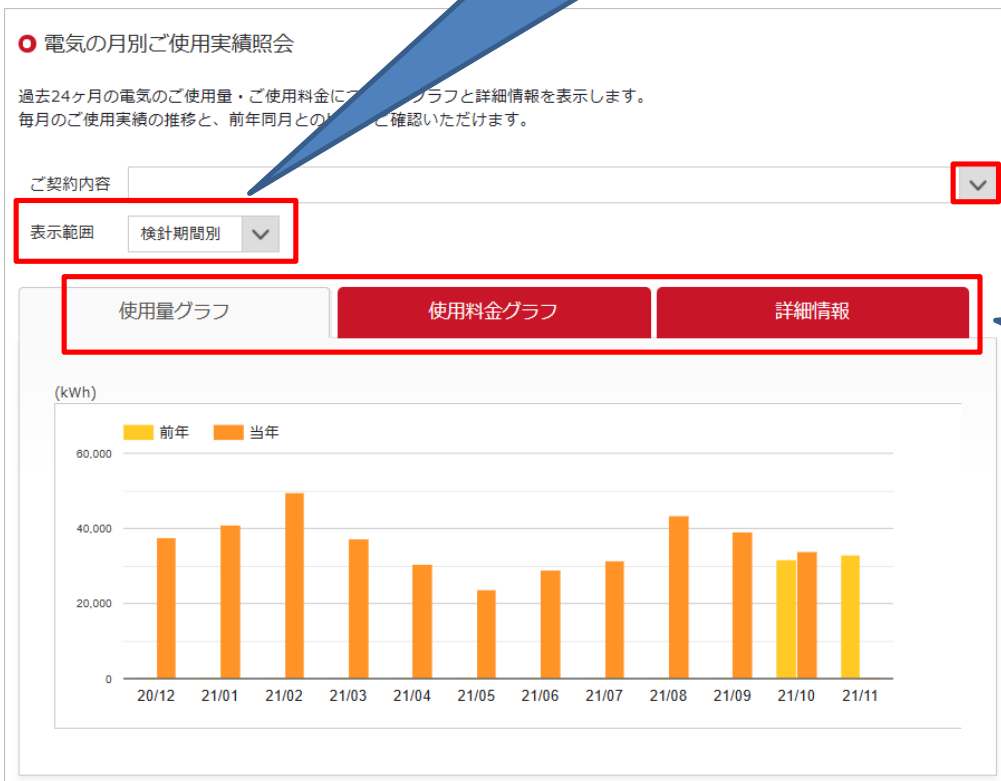 電気の月別ご使用実績照会
過去24ヶ月の電気のご使用量・ご使用料金に グラフと詳細情報を表示します。
毎月のご使用実績の推移と、前年同月との ご確認いただけます。
ご契約内容
表示範囲 検針期間別
使用量グラフ 使用料金グラフ 詳細情報
(kWh)
前年 当年
60,000
40,000
20,000
0
20/12 21/01 21/02 21/03 21/04 21/05 21/06 21/07 21/08 21/09 21/10 21/11